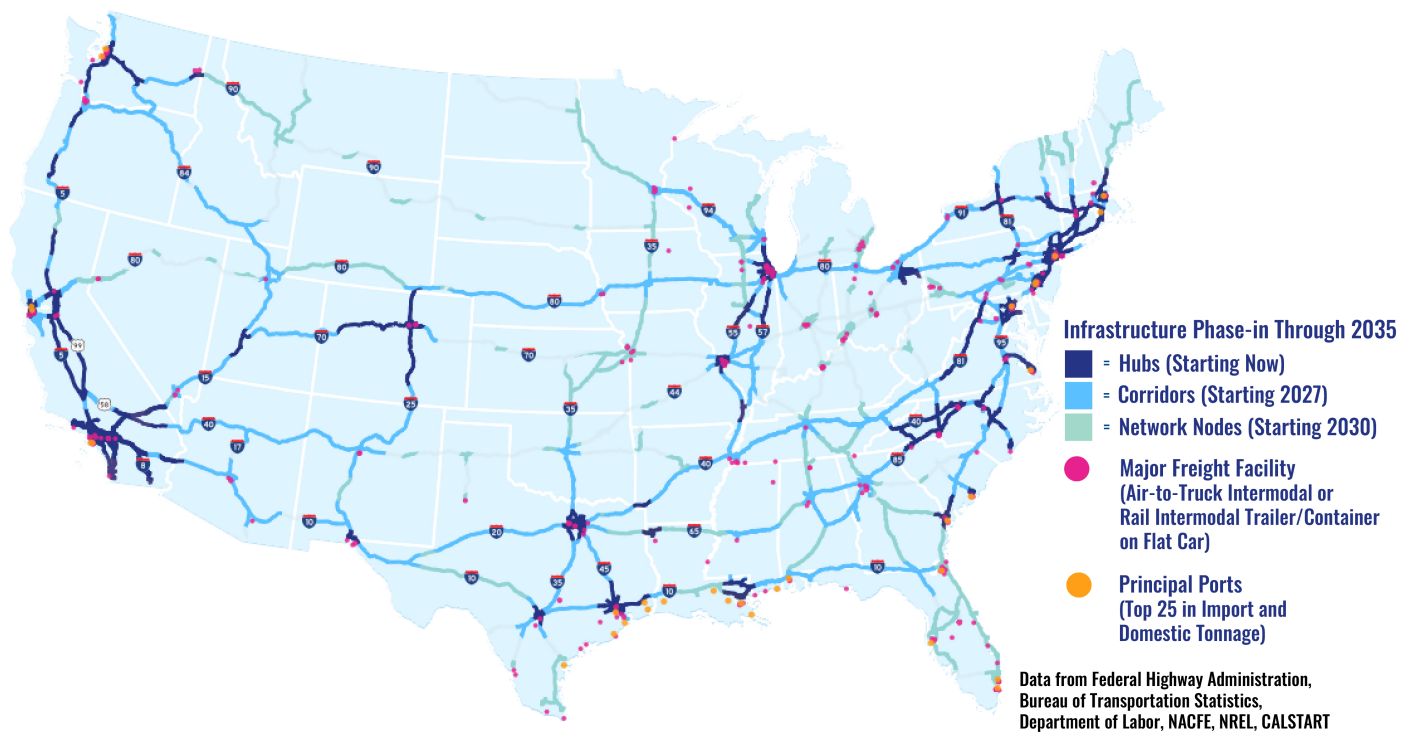 90
5
84
90
80
80
80
94
35
80
91
81
5
99
58
15
70
70
25
55
57
44
81
95
40
17
8
10
35
40
40
85
20
65
10
35
45
10
10
Infrastructure Phase-in Through 2035
= Hubs (Starting Now)
= Corridors (Starting 2027)
= Network Nodes (Starting 2030)
Major Freight Facility
(Air-to-Truck Intermodal or
Rail Intermodal Trailer/Container
on Flat Car)
Principal Ports
(Top 25 in Import and
Domestic Tonnage)
Data from Federal Highway Administration,
Bureau of Transportation Statistics,
Department of Labor, NACFE, NREL, CALSTART